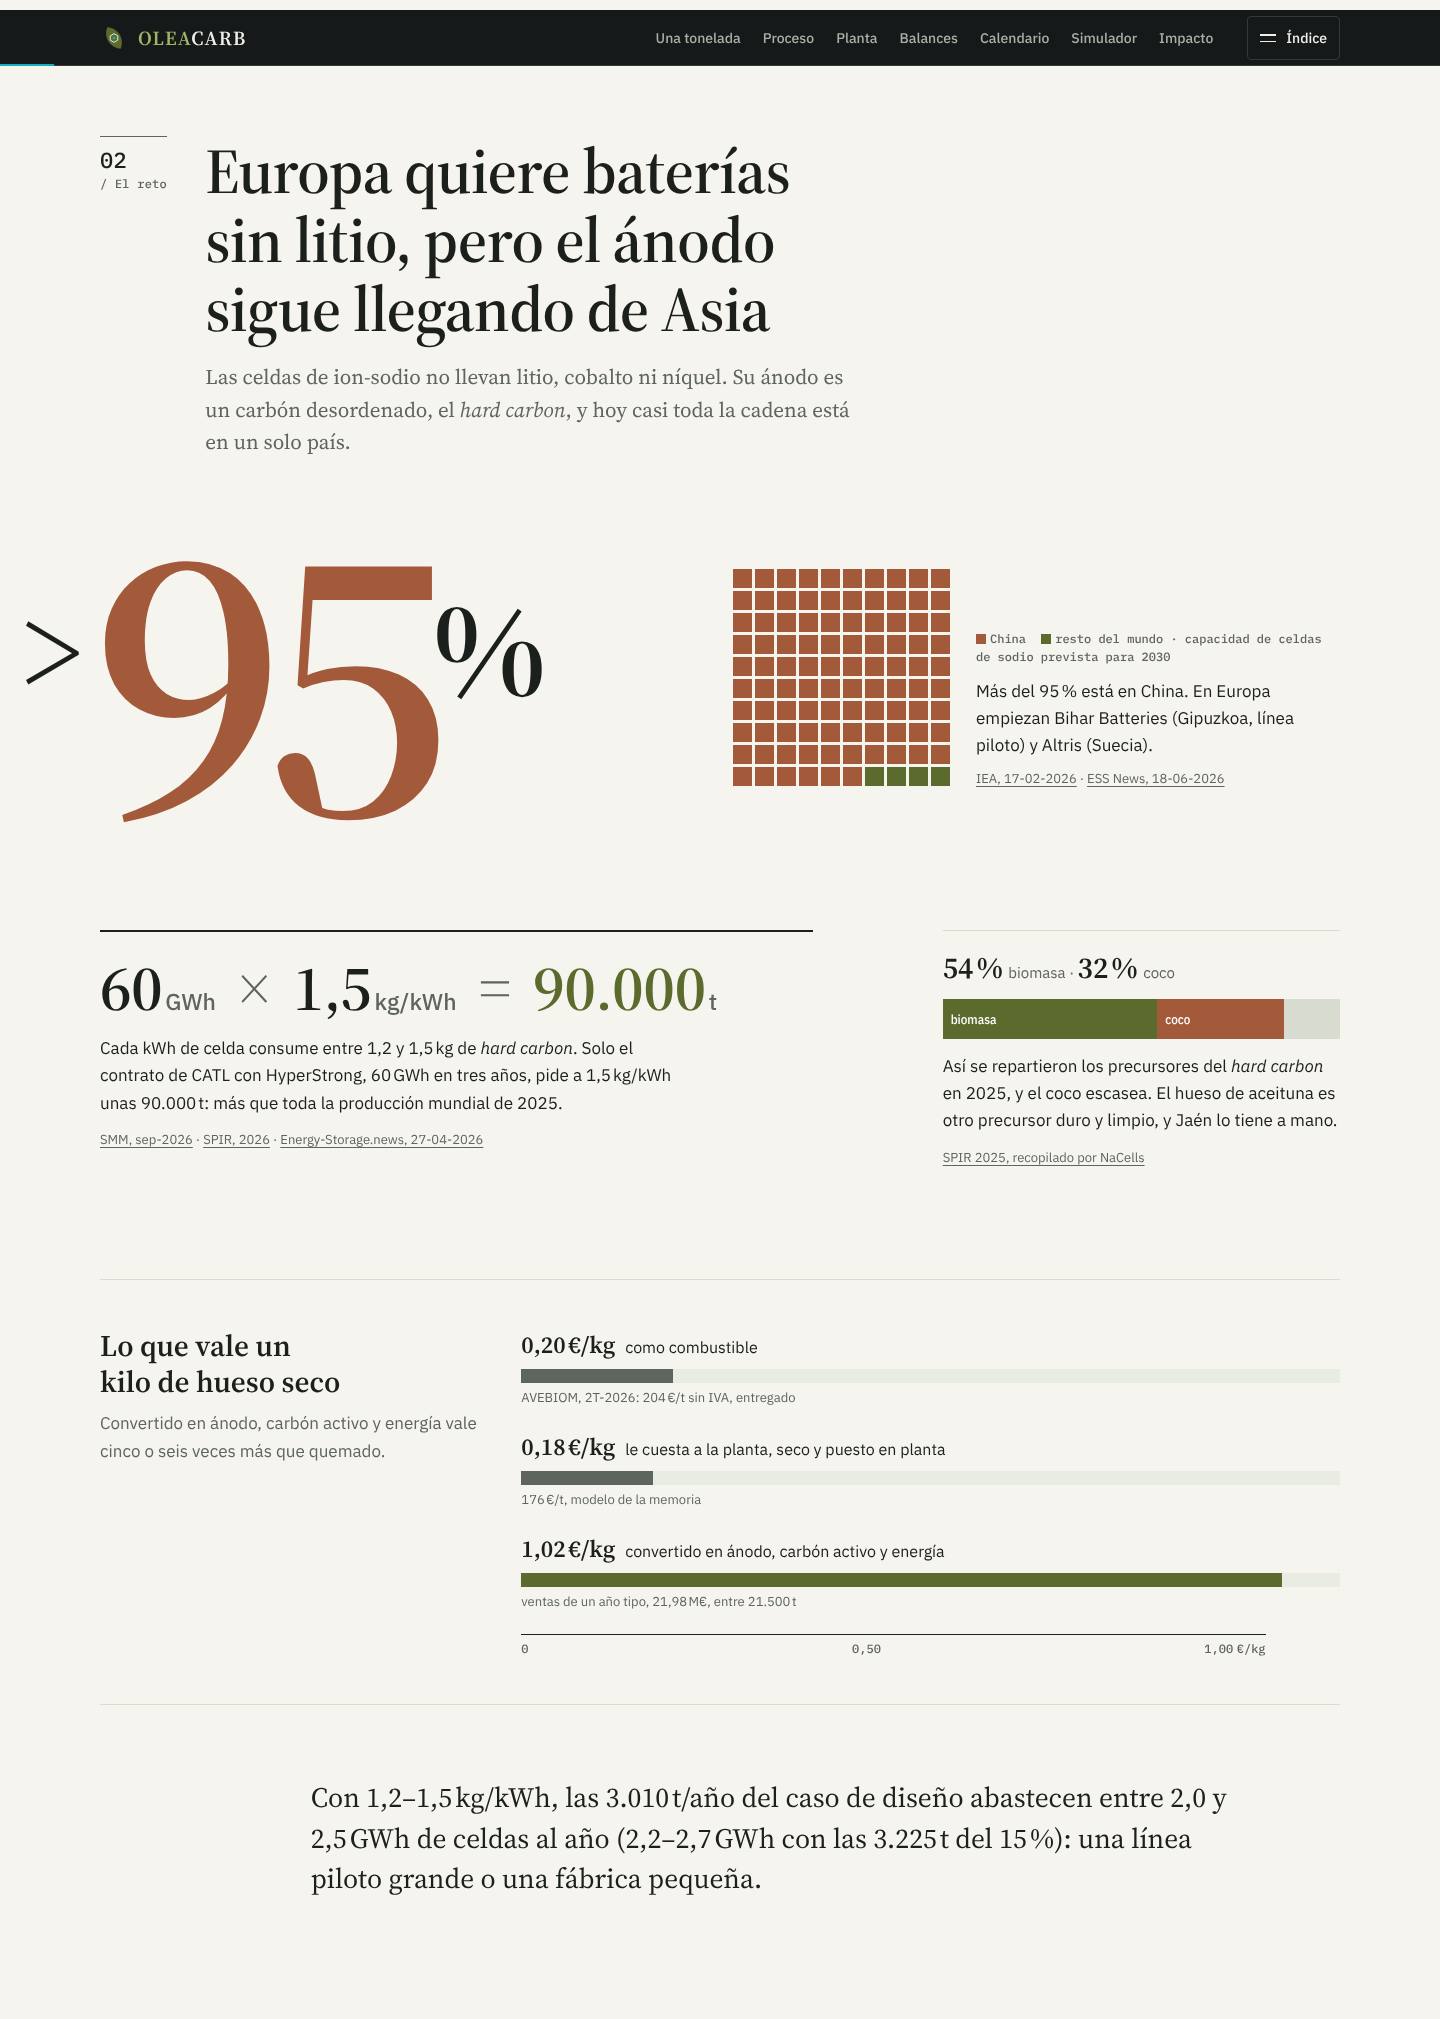 OLEACARB
Una tonelada Proceso Planta Balances Calendario Simulador Impacto Índice
02
/ El reto
Europa quiere baterías
sin litio, pero el ánodo
sigue llegando de Asia
Las celdas de ion-sodio no llevan litio, cobalto ni níquel. Su ánodo es
un carbón desordenado, el hard carbon, y hoy casi toda la cadena está
en un solo país.
>95%
China resto del mundo · capacidad de celdas
de sodio prevista para 2030
Más del 95 % está en China. En Europa
empiezan Bihar Batteries (Gipuzkoa, línea
piloto) y Altris (Suecia).
IEA, 17-02-2026 · ESS News, 18-06-2026
60 GWh × 1,5 kg/kWh = 90.000 t
Cada kWh de celda consume entre 1,2 y 1,5 kg de hard carbon. Solo el
contrato de CATL con HyperStrong, 60 GWh en tres años, pide a 1,5 kg/kWh
unas 90.000 t: más que toda la producción mundial de 2025.
SMM, sep-2026 · SPIR, 2026 · Energy-Storage.news, 27-04-2026
54 % biomasa · 32 % coco
biomasa coco
Así se repartieron los precursores del hard carbon
en 2025, y el coco escasea. El hueso de aceituna es
otro precursor duro y limpio, y Jaén lo tiene a mano.
SPIR 2025, recopilado por NaCells
Lo que vale un
kilo de hueso seco
Convertido en ánodo, carbón activo y energía vale
cinco o seis veces más que quemado.
0,20 €/kg como combustible
AVEBIOM, 2T-2026: 204 €/t sin IVA, entregado
0,18 €/kg le cuesta a la planta, seco y puesto en planta
176 €/t, modelo de la memoria
1,02 €/kg convertido en ánodo, carbón activo y energía
ventas de un año tipo, 21,98 M€, entre 21.500 t
0 0,50 1,00 €/kg
Con 1,2–1,5 kg/kWh, las 3.010 t/año del caso de diseño abastecen entre 2,0 y
2,5 GWh de celdas al año (2,2–2,7 GWh con las 3.225 t del 15 %): una línea
piloto grande o una fábrica pequeña.